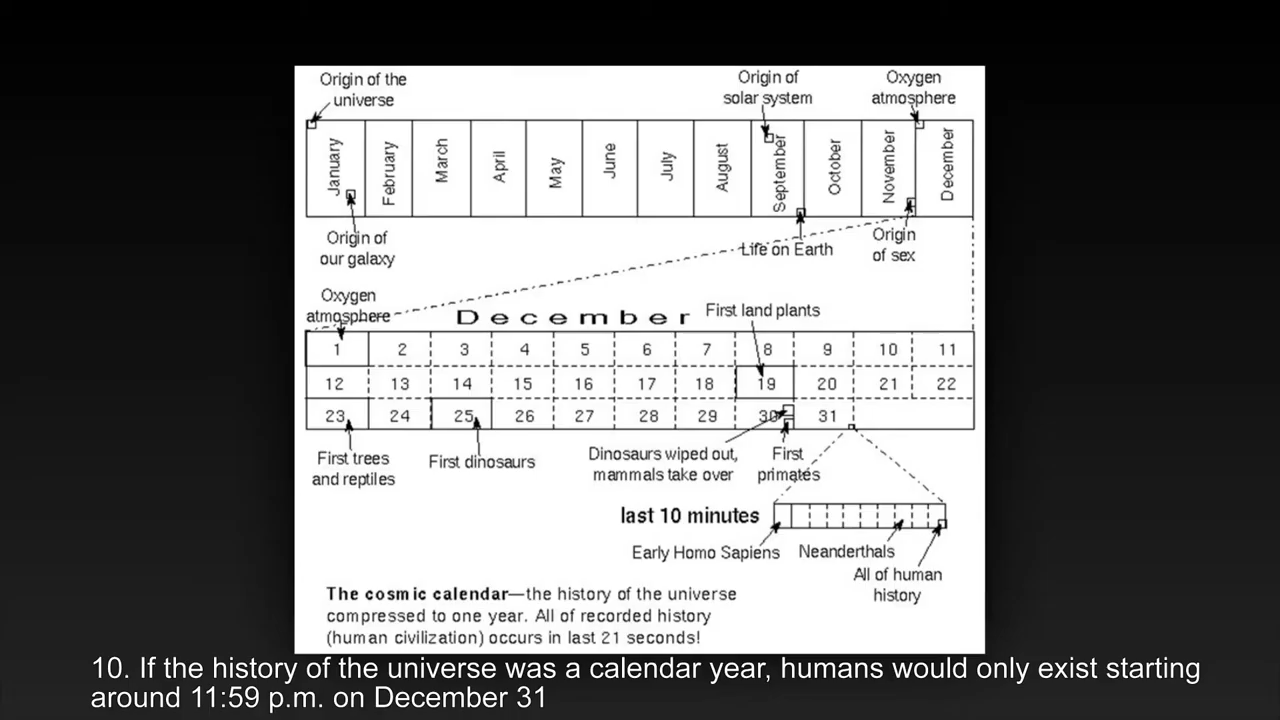 Origin of the
universe
Origin of
solar system
Oxygen
atmosphere
January
February
March
April
May
June
July
August
September
October
November
December
Origin of
our galaxy
Life on Earth
Origin
of sex
Oxygen
atmosphere
December
First land plants
1 2 3 4 5 6 7 8 9 10 11
12 13 14 15 16 17 18 19 20 21 22
23 24 25 26 27 28 29 30 31
First trees
and reptiles
First dinosaurs
Dinosaurs wiped out,
mammals take over
First
primates
last 10 minutes
Early Homo Sapiens
Neanderthals
All of human
history
The cosmic calendar—the history of the universe
compressed to one year. All of recorded history
(human civilization) occurs in last 21 seconds!
10. If the history of the universe was a calendar year, humans would only exist starting
around 11:59 p.m. on December 31